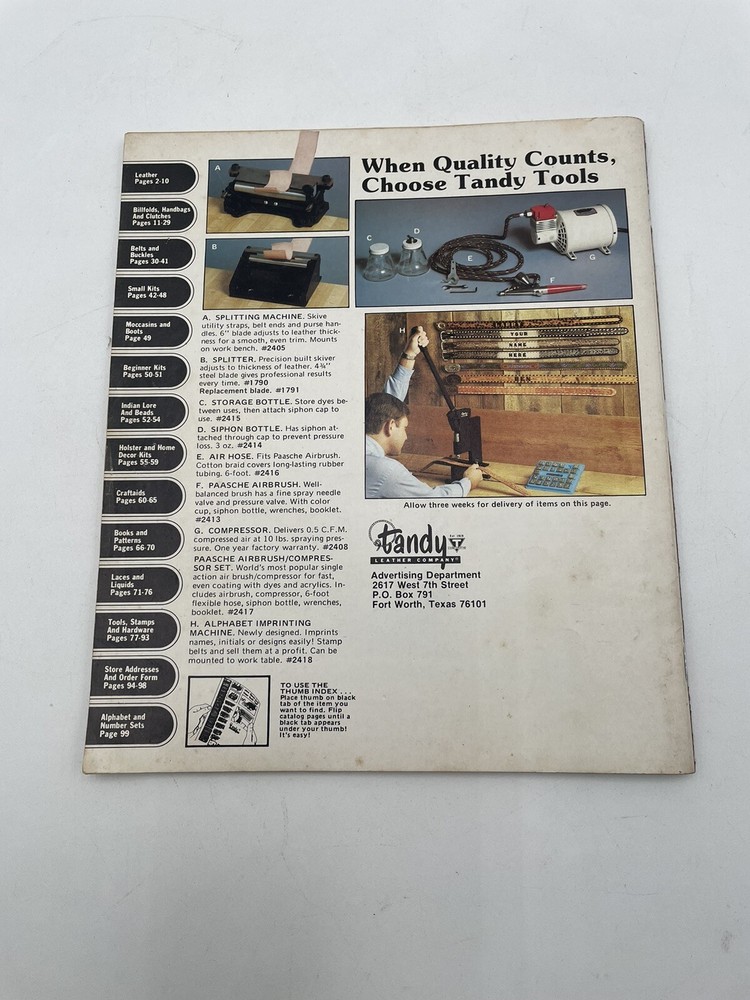 Leather
Pages 2-10
Billfolds, Handbags
And Clutches
Pages 11-29
Belts and
Buckles
Pages 30-41
Small Kits
Pages 42-48
Moccasins and
Boots
Page 49
Beginner Kits
Pages 50-51
Indian Lore
And Beads
Pages 52-54
Holster and Home
Decor Kits
Pages 55-59
Craftaids
Pages 60-65
Books and
Patterns
Pages 66-70
Laces and
Liquids
Pages 71-76
Tools, Stamps
And Hardware
Pages 77-93
Store Addresses
And Order Form
Pages 94-98
Alphabet and
Number Sets
Page 99
A
B
When Quality Counts,
Choose Tandy Tools
C
D
E
F
G
H
LARRY
YOUR
NAME
HERE
BEN
A. SPLITTING MACHINE. Skive
utility straps, belt ends and purse han-
dles. 6" blade adjusts to leather thick-
ness for a smooth, even trim. Mounts
on work bench. #2405
B. SPLITTER. Precision built skiver
adjusts to thickness of leather. 4¾"
steel blade gives professional results
every time. #1790
Replacement blade. #1791
C. STORAGE BOTTLE. Store dyes be-
tween uses, then attach siphon cap to
use. #2415
D. SIPHON BOTTLE. Has siphon at-
tached through cap to prevent pressure
loss. 3 oz. #2414
E. AIR HOSE. Fits Paasche Airbrush.
Cotton braid covers long-lasting rubber
tubing. 6-foot. #2416
F. PAASCHE AIRBRUSH. Well-
balanced brush has a fine spray needle
valve and pressure valve. With color
cup, siphon bottle, wrenches, booklet.
#2413
G. COMPRESSOR. Delivers 0.5 C.F.M.
compressed air at 10 lbs. spraying pres-
sure. One year factory warranty. #2408
PAASCHE AIRBRUSH/COMPRES-
SOR SET. World's most popular single
action air brush/compressor for fast,
even coating with dyes and acrylics. In-
cludes airbrush, compressor, 6-foot
flexible hose, siphon bottle, wrenches,
booklet. #2417
H. ALPHABET IMPRINTING
MACHINE. Newly designed. Imprints
names, initials or designs easily! Stamp
belts and sell them at a profit. Can be
mounted to work table. #2418
TO USE THE
THUMB INDEX . . .
Place thumb on black
tab of the item you
want to find. Flip
catalog pages until a
black tab appears
under your thumb!
It's easy!
Allow three weeks for delivery of items on this page.
tandy
LEATHER COMPANY
Advertising Department
2617 West 7th Street
P.O. Box 791
Fort Worth, Texas 76101